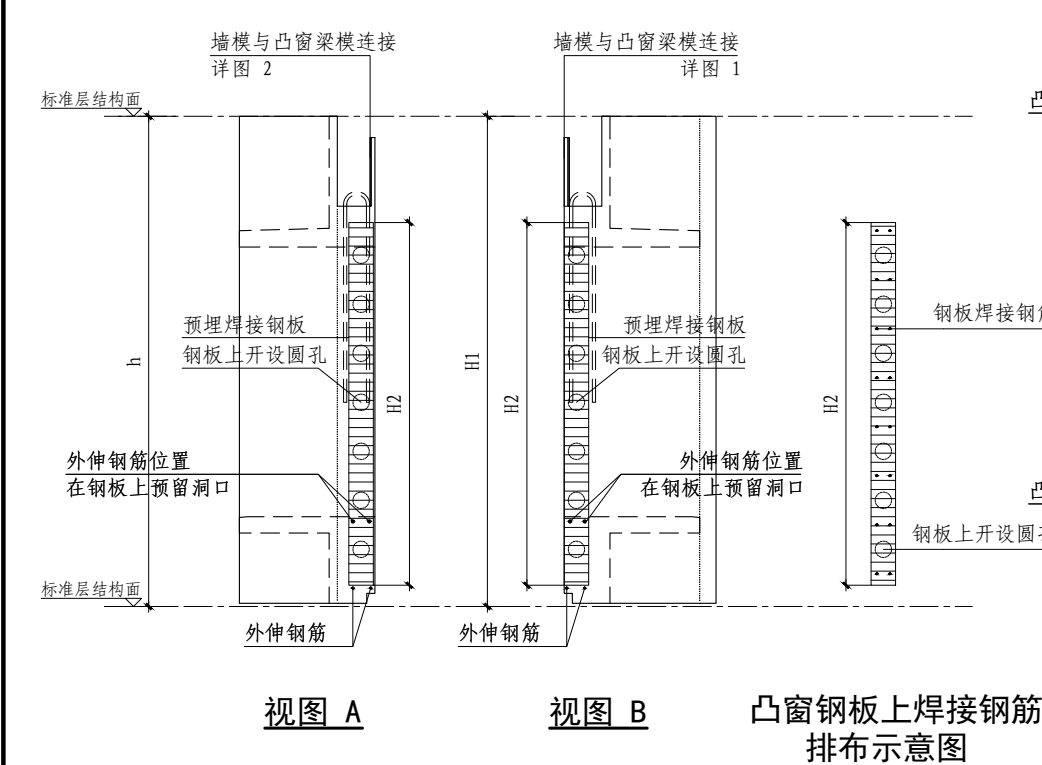 墙模与凸窗梁模连接
详图 2
墙模与凸窗梁模连接
详图 1
标准层结构面
凸
h
H1
H2
H2
H2
预埋焊接钢板
钢板上开设圆孔
预埋焊接钢板
钢板上开设圆孔
钢板焊接钢筋
外伸钢筋位置
在钢板上预留洞口
外伸钢筋位置
在钢板上预留洞口
凸
钢板上开设圆孔
标准层结构面
外伸钢筋
外伸钢筋
视图 A
视图 B
凸窗钢板上焊接钢筋
排布示意图